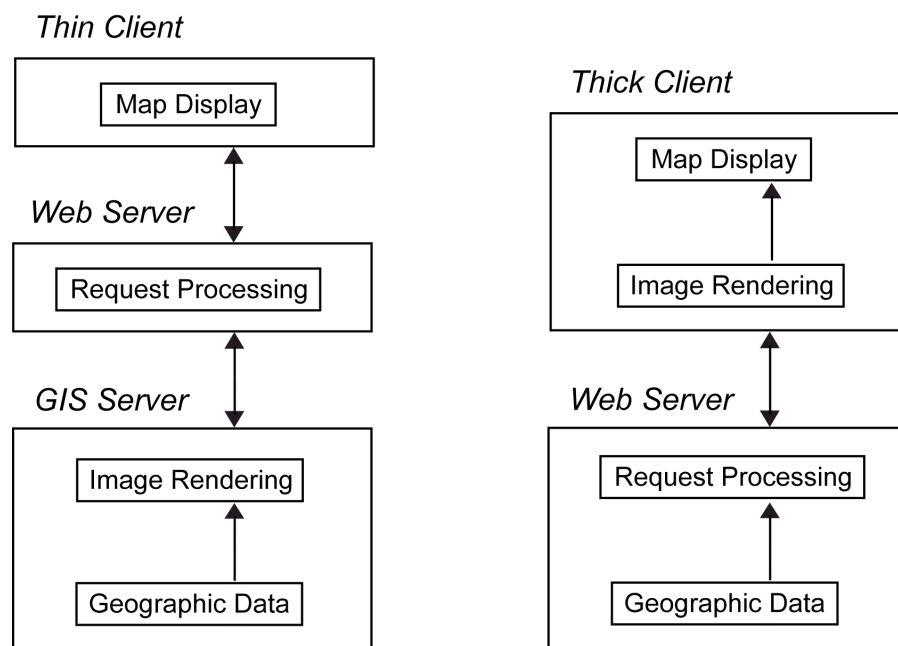 Thin Client
Map Display
Web Server
Request Processing
GIS Server
Image Rendering
Geographic Data
Thick Client
Map Display
Image Rendering
Web Server
Request Processing
Geographic Data